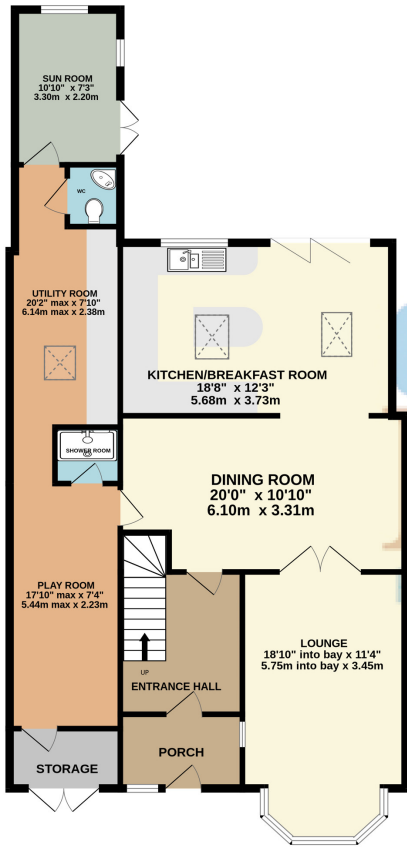 SUN ROOM
10'10" x 7'3"
3.30m x 2.20m
WC
UTILITY ROOM
20'2" max x 7'10"
6.14m max x 2.38m
KITCHEN/BREAKFAST ROOM
18'8" x 12'3"
5.68m x 3.73m
SHOWER ROOM
DINING ROOM
20'0" x 10'10"
6.10m x 3.31m
PLAY ROOM
17'10" max x 7'4"
5.44m max x 2.23m
LOUNGE
18'10" into bay x 11'4"
5.75m into bay x 3.45m
UP
ENTRANCE HALL
PORCH
STORAGE